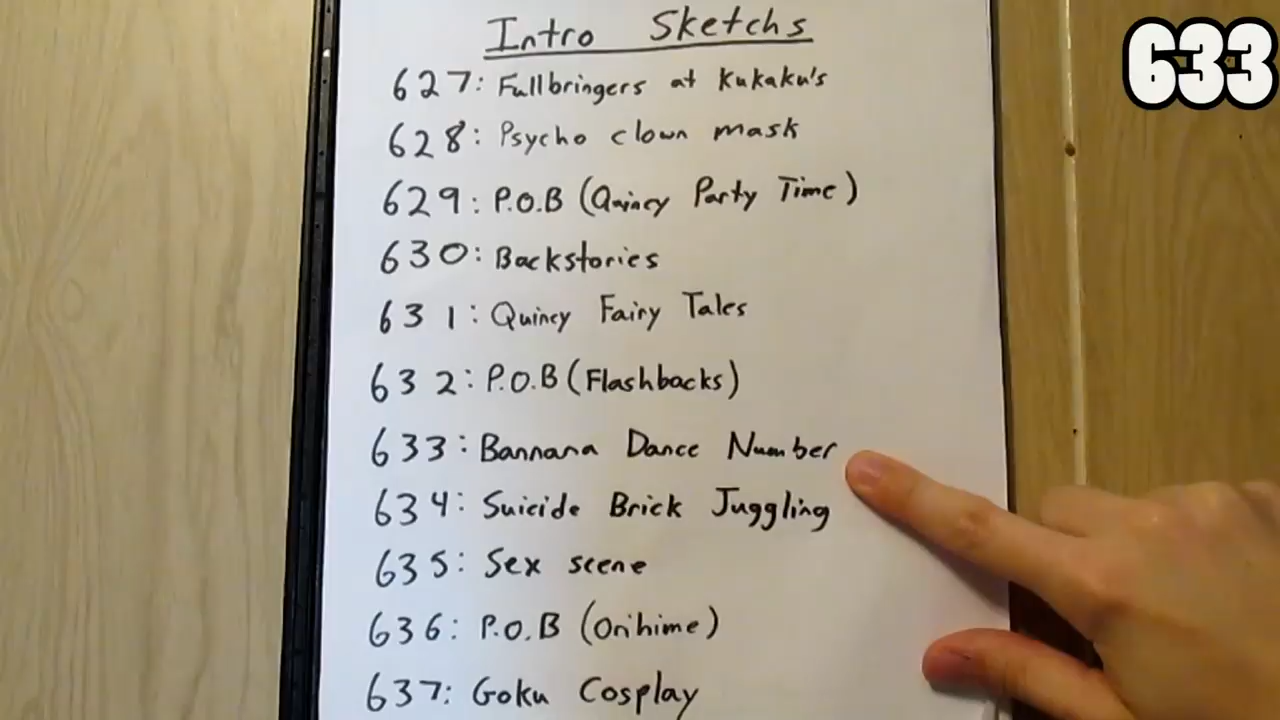 Intro Sketchs
633
627: Fullbringers at Kukaku's
628: Psycho clown mask
629: P.O.B (Quincy Party Time)
630: Backstories
631: Quincy Fairy Tales
632: P.O.B (Flashbacks)
633: Bannana Dance Number
634: Suicide Brick Juggling
635: Sex scene
636: P.O.B (Orihime)
637: Goku Cosplay